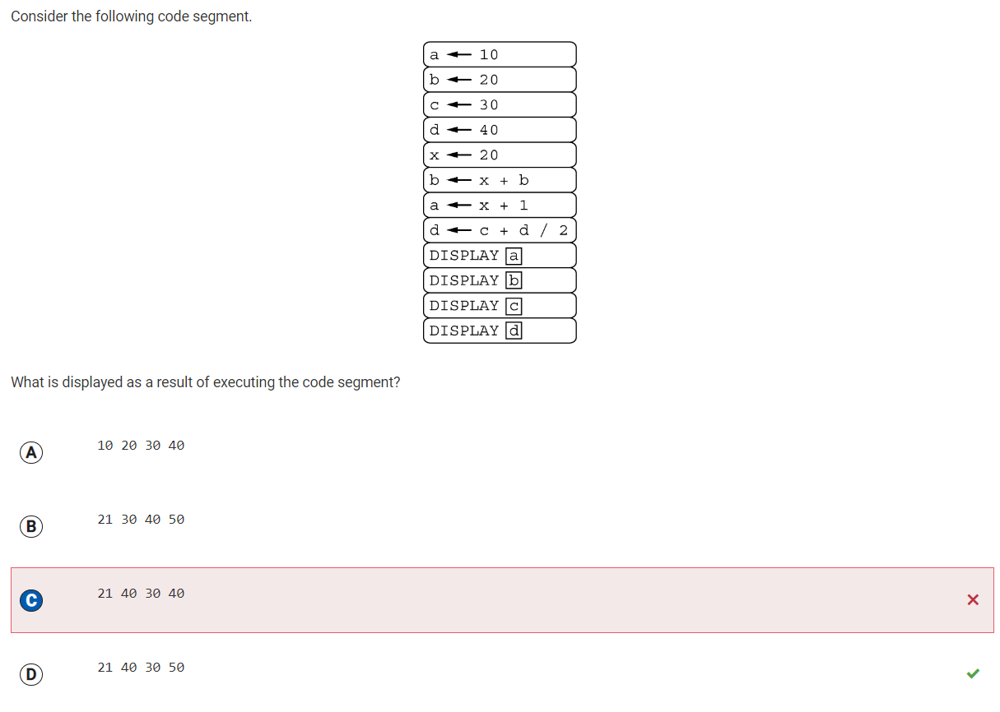 Consider the following code segment.
a ← 10
b ← 20
c ← 30
d ← 40
x ← 20
b ← x + b
a ← x + 1
d ← c + d / 2
DISPLAY a
DISPLAY b
DISPLAY c
DISPLAY d
What is displayed as a result of executing the code segment?
A 10 20 30 40
B 21 30 40 50
C 21 40 30 40
D 21 40 30 50